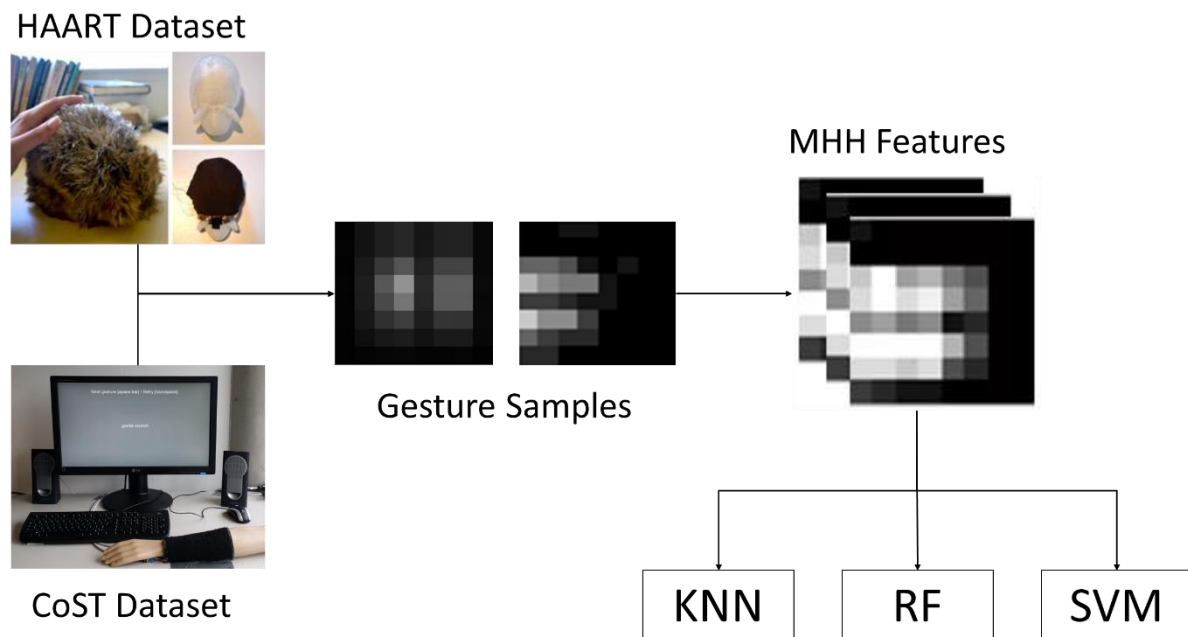 HAART Dataset
MHH Features
Gesture Samples
CoST Dataset
KNN
RF
SVM